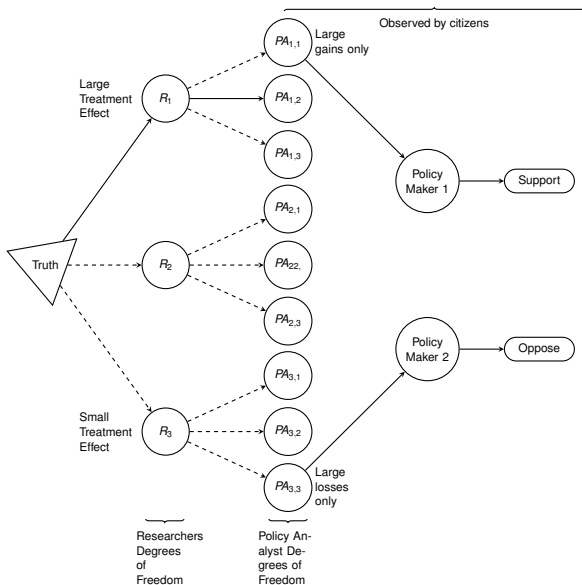 Observed by citizens
PA1,1
Large
gains only
Large
Treatment
Effect
R1
PA1,2
PA1,3
Policy
Maker 1
Support
PA2,1
Truth
R2
PA22,
PA2,3
Policy
Maker 2
Oppose
PA3,1
Small
Treatment
Effect
R3
PA3,2
PA3,3
Large
losses
only
Researchers
Degrees
of
Freedom
Policy An-
alyst De-
grees of
Freedom